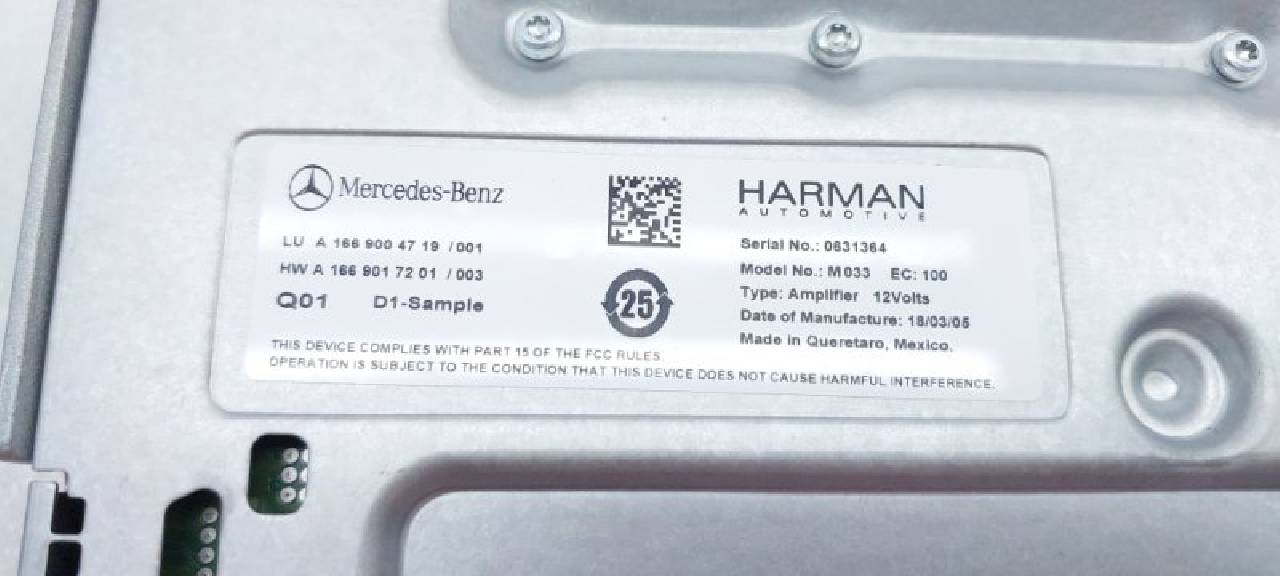 Mercedes-Benz
LU A 166 900 47 19 /001
HW A 166 901 72 01 /003
Q01 D1-Sample
25
HARMAN
AUTOMOTIVE
Serial No.: 0631364
Model No.: M033 EC: 100
Type: Amplifier 12Volts
Date of Manufacture: 18/03/05
Made in Queretaro, Mexico.
THIS DEVICE COMPLIES WITH PART 15 OF THE FCC RULES.
OPERATION IS SUBJECT TO THE CONDITION THAT THIS DEVICE DOES NOT CAUSE HARMFUL INTERFERENCE.